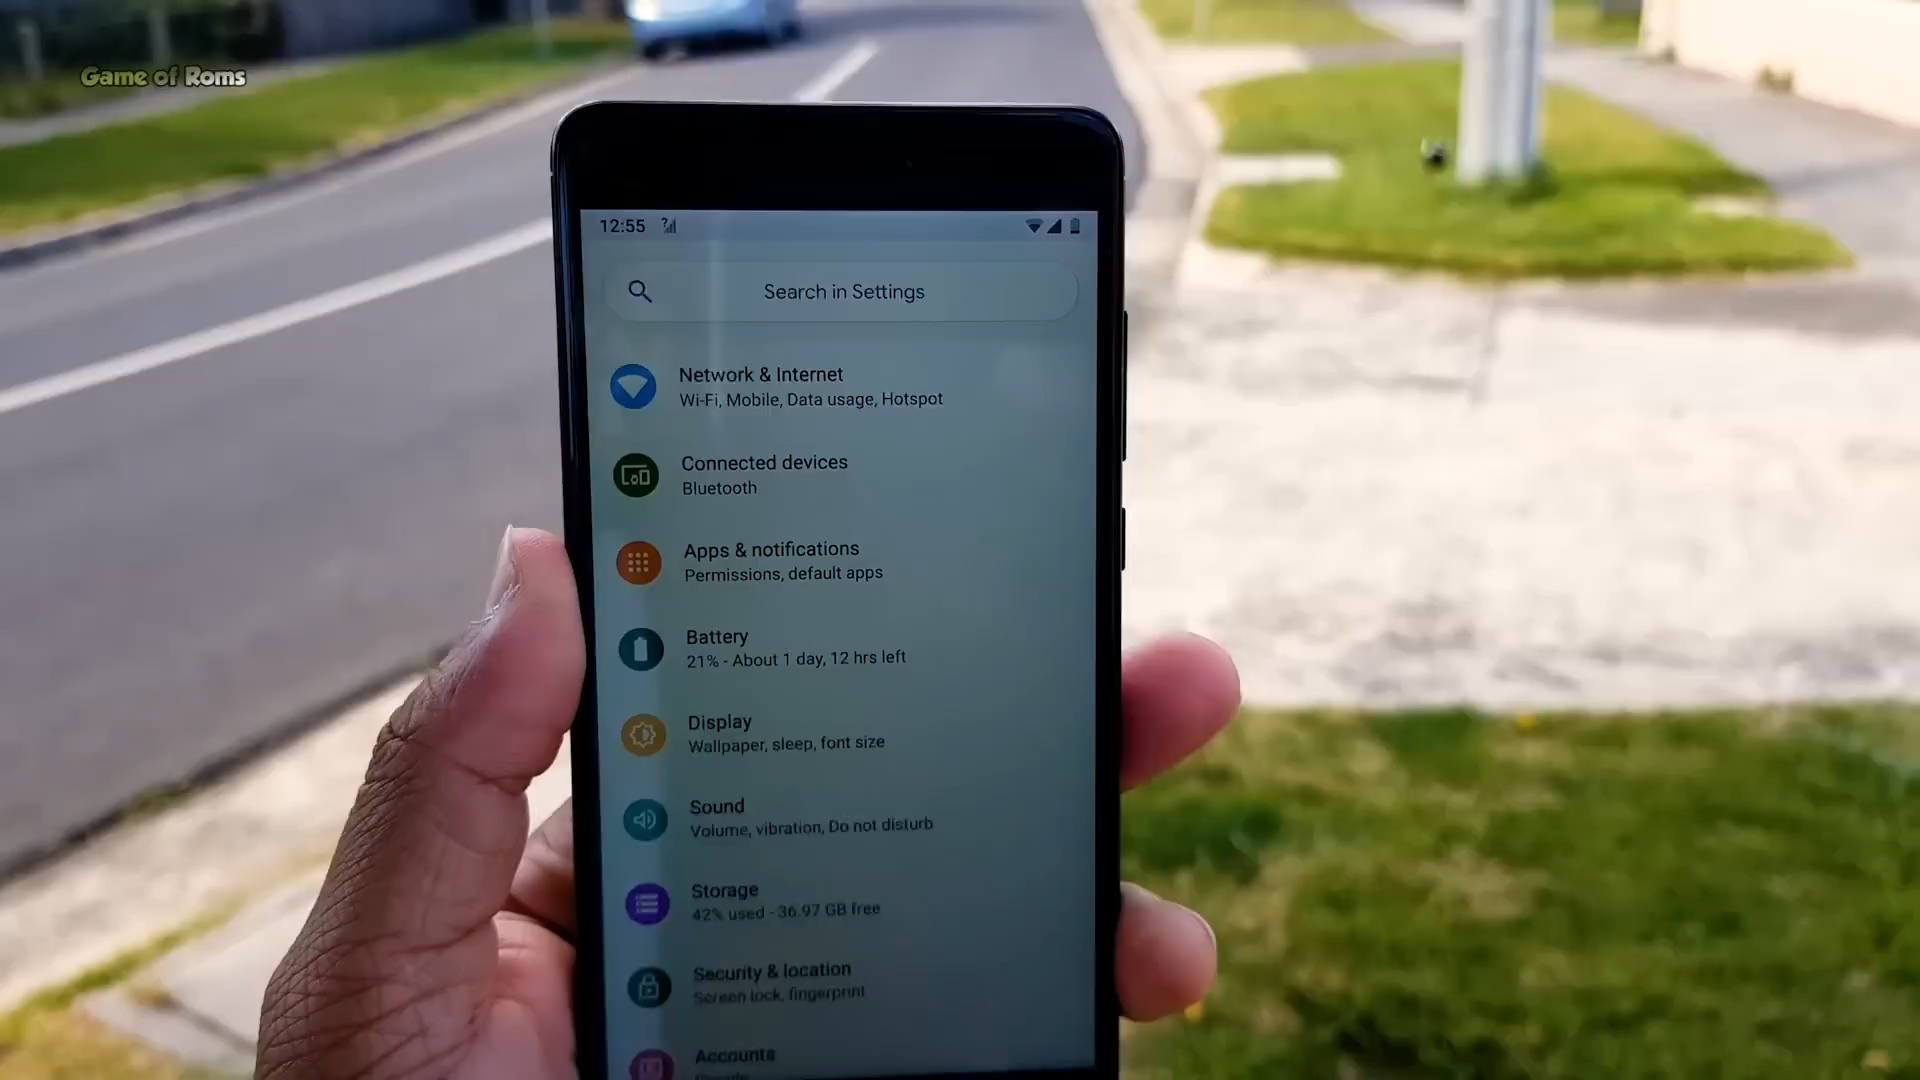 Game of Roms
12:55
Search in Settings
Network & Internet
Wi-Fi, Mobile, Data usage, Hotspot
Connected devices
Bluetooth
Apps & notifications
Permissions, default apps
Battery
21% - About 1 day, 12 hrs left
Display
Wallpaper, sleep, font size
Sound
Volume, vibration, Do not disturb
Storage
42% used - 36.97 GB free
Security & location
Screen lock, fingerprint
Accounts